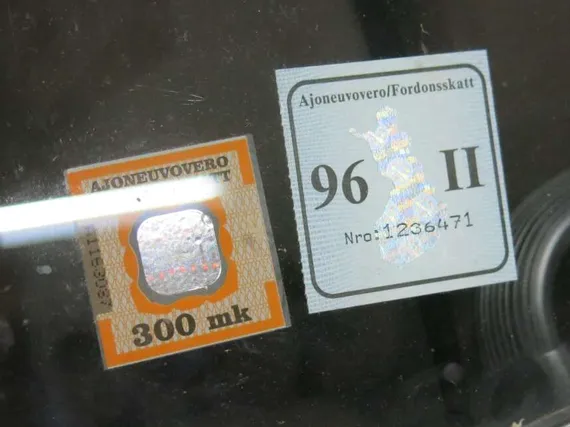 AJONEUVOVERO
300 mk
Ajoneuvovero/Fordonsskatt
96 II
Nro:1236471